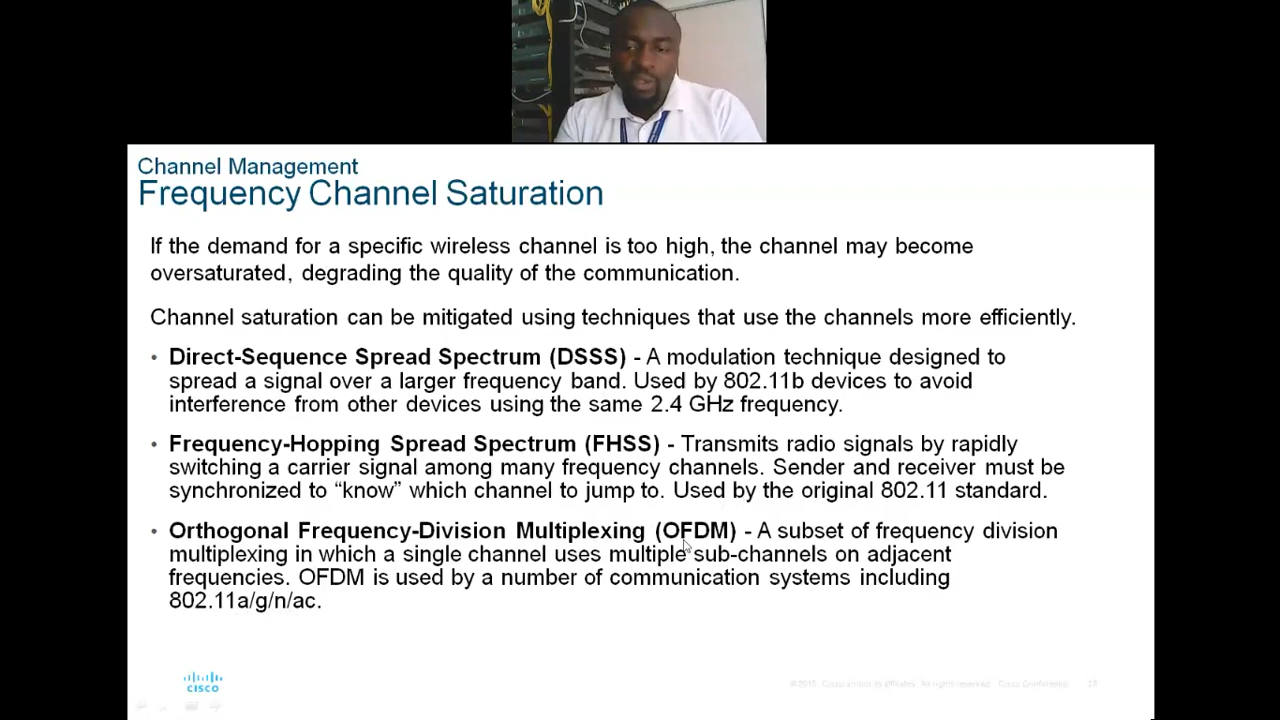 Channel Management
Frequency Channel Saturation
If the demand for a specific wireless channel is too high, the channel may become
oversaturated, degrading the quality of the communication.
Channel saturation can be mitigated using techniques that use the channels more efficiently.
• Direct-Sequence Spread Spectrum (DSSS) - A modulation technique designed to
spread a signal over a larger frequency band. Used by 802.11b devices to avoid
interference from other devices using the same 2.4 GHz frequency.
• Frequency-Hopping Spread Spectrum (FHSS) - Transmits radio signals by rapidly
switching a carrier signal among many frequency channels. Sender and receiver must be
synchronized to “know” which channel to jump to. Used by the original 802.11 standard.
• Orthogonal Frequency-Division Multiplexing (OFDM) - A subset of frequency division
multiplexing in which a single channel uses multiple sub-channels on adjacent
frequencies. OFDM is used by a number of communication systems including
802.11a/g/n/ac.
CISCO